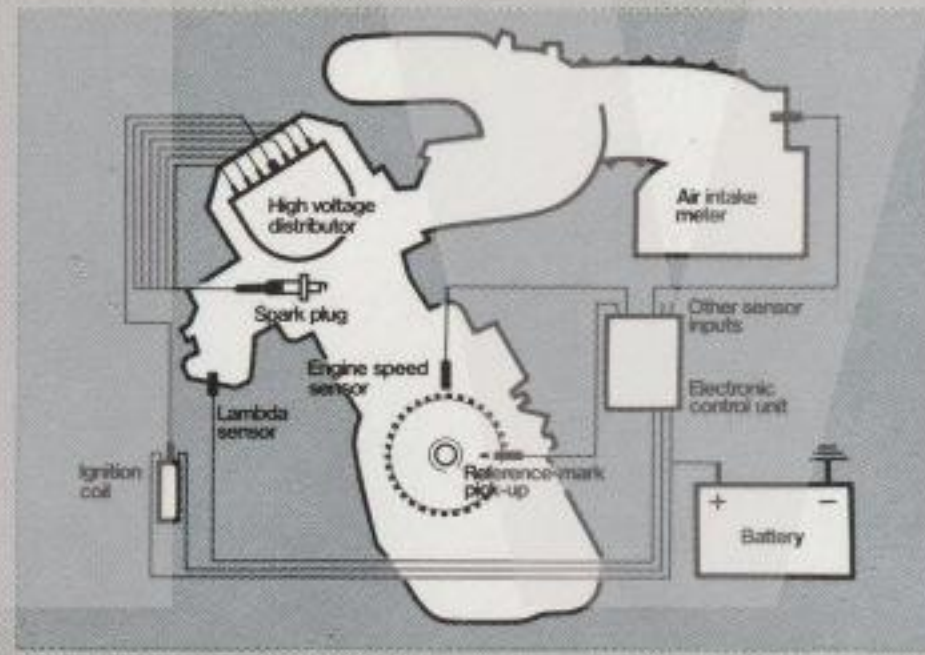 High voltage
distributor
Air intake
meter
Spark plug
Other sensor
inputs
Engine speed
sensor
Electronic
control unit
Lambda
sensor
Ignition
coil
Reference-mark
pick-up
+ −
Battery